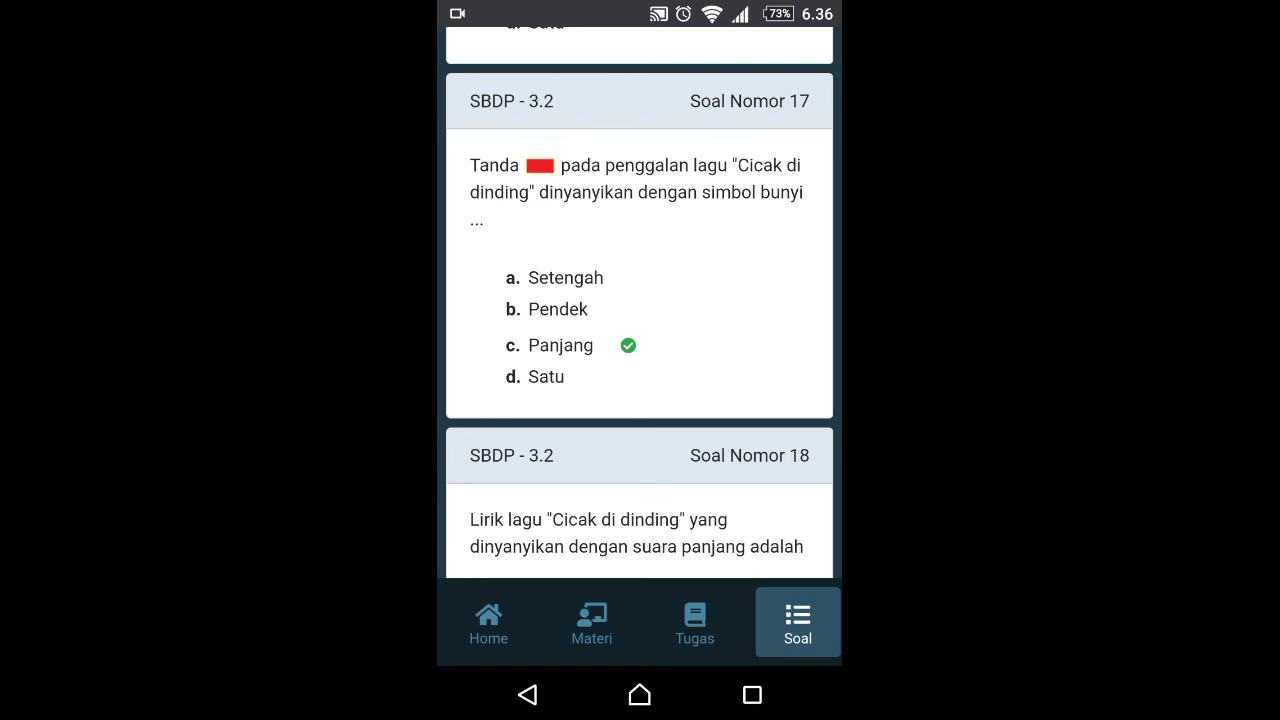 73% 6.36
SBDP - 3.2 Soal Nomor 17
Tanda pada penggalan lagu "Cicak di
dinding" dinyanyikan dengan simbol bunyi
...
a. Setengah
b. Pendek
c. Panjang
d. Satu
SBDP - 3.2 Soal Nomor 18
Lirik lagu "Cicak di dinding" yang
dinyanyikan dengan suara panjang adalah
Home Materi Tugas Soal